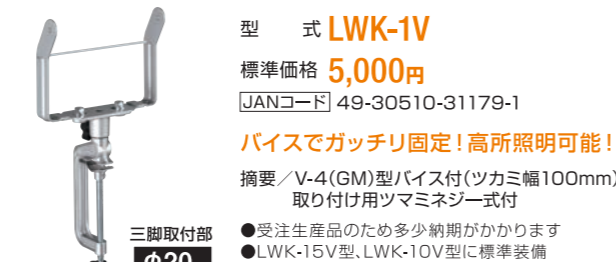 型 式 LWK-1V
標準価格 5,000円
JANコード 49-30510-31179-1
バイスでガッチリ固定！高所照明可能！
摘要／V-4(GM)型バイス付(ツカミ幅100mm)
取り付け用ツマミネジ一式付
三脚取付部
φ20
●受注生産品のため多少納期がかかります
●LWK-15V型、LWK-10V型に標準装備